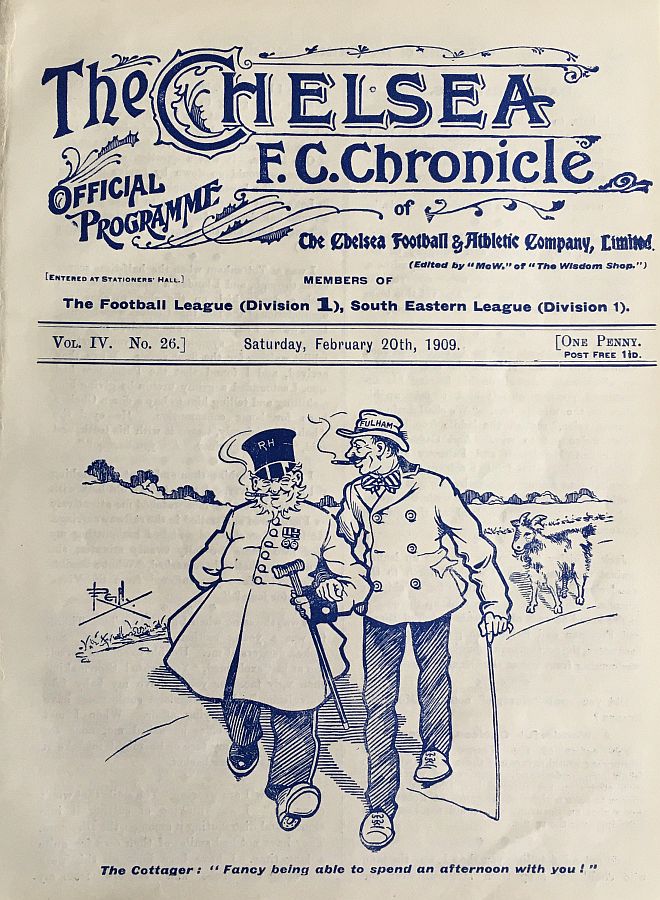 The CHELSEA
F.C. Chronicle
OFFICIAL
PROGRAMME
of
The Chelsea Football & Athletic Company, Limited.
(Edited by "McW." of "The Wisdom Shop.")
[ENTERED AT STATIONERS' HALL.]
MEMBERS OF
The Football League (Division 1), South Eastern League (Division 1).
VOL. IV. No. 26.] Saturday, February 20th, 1909. [ONE PENNY.
POST FREE 1½D.
FULHAM
RH
The Cottager: "Fancy being able to spend an afternoon with you!"